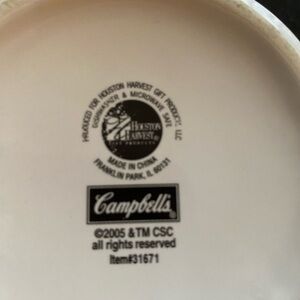 PRODUCED FOR HOUSTON HARVEST GIFT PRODUCTS, LLC
DISHWASHER & MICROWAVE SAFE
HOUSTON
HARVEST
GIFT PRODUCTS
MADE IN CHINA
FRANKLIN PARK, IL 60131
Campbell's
©2005 &TM CSC
all rights reserved
Item#31671